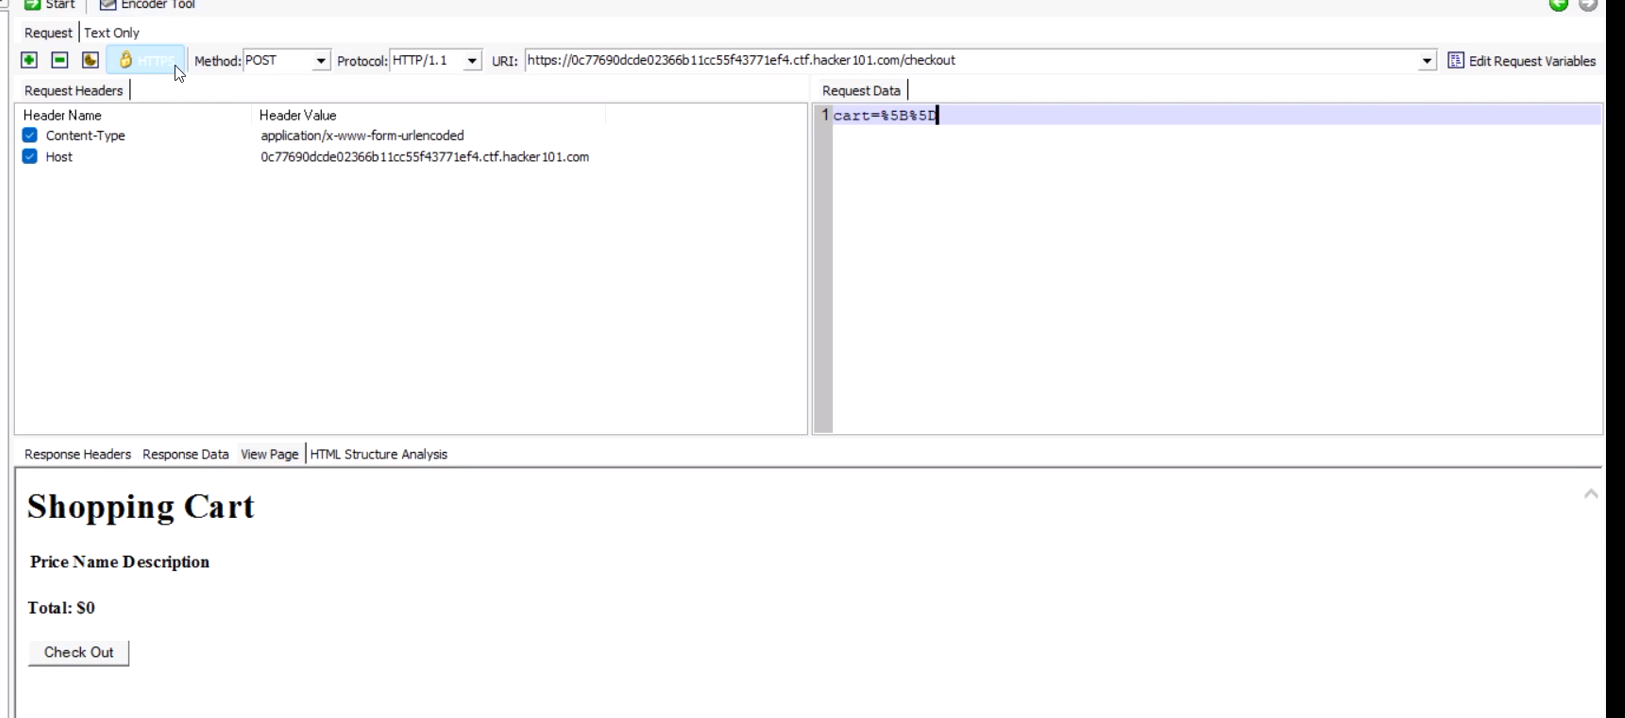 Start Encoder Tool
Request Text Only
HTTPS Method: POST Protocol: HTTP/1.1 URI: https://0c77690dcde02366b11cc55f43771ef4.ctf.hacker101.com/checkout Edit Request Variables
Request Headers Request Data
Header Name Header Value
1 cart=%5B%5D
Content-Type application/x-www-form-urlencoded
Host 0c77690dcde02366b11cc55f43771ef4.ctf.hacker101.com
Response Headers Response Data View Page HTML Structure Analysis
Shopping Cart
Price Name Description
Total: $0
Check Out